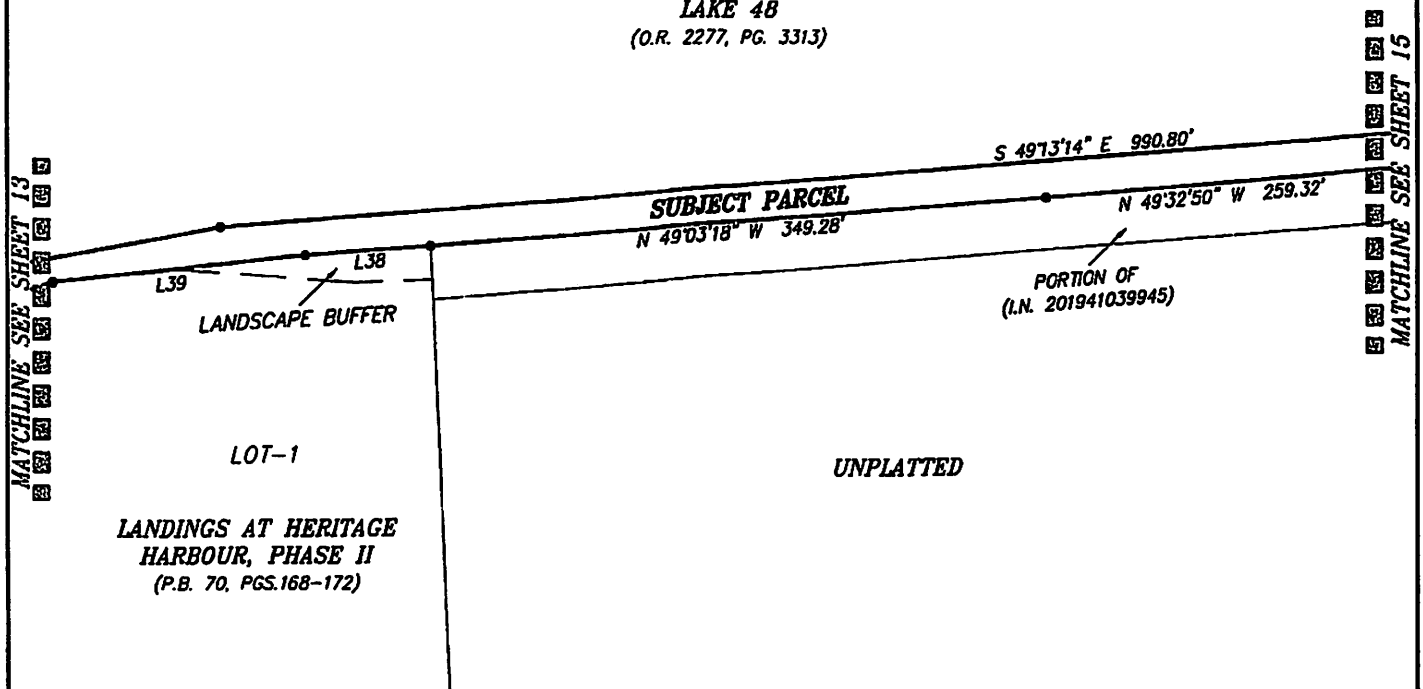 LAKE 48
(O.R. 2277, PG. 3313)
MATCHLINE SEE SHEET 15
S 49°13'14" E 990.80'
MATCHLINE SEE SHEET 13
SUBJECT PARCEL
N 49°32'50" W 259.32'
N 49°03'18" W 349.28'
L38
L39
PORTION OF
(I.N. 201941039945)
LANDSCAPE BUFFER
LOT-1
UNPLATTED
LANDINGS AT HERITAGE
HARBOUR, PHASE II
(P.B. 70, PGS.168-172)